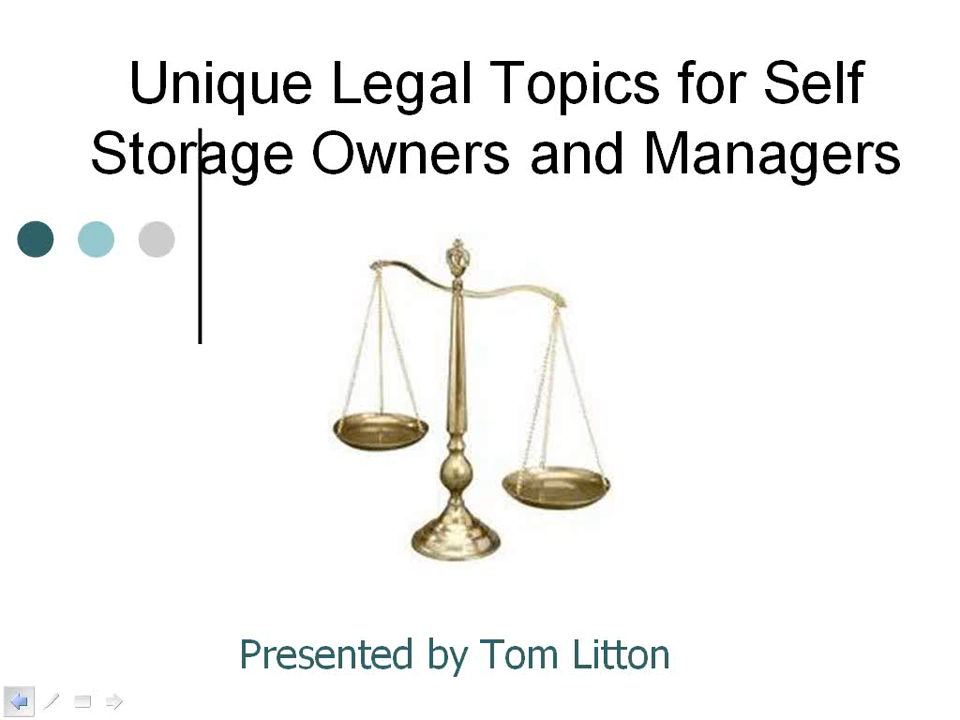 Unique Legal Topics for Self
Storage Owners and Managers
Presented by Tom Litton